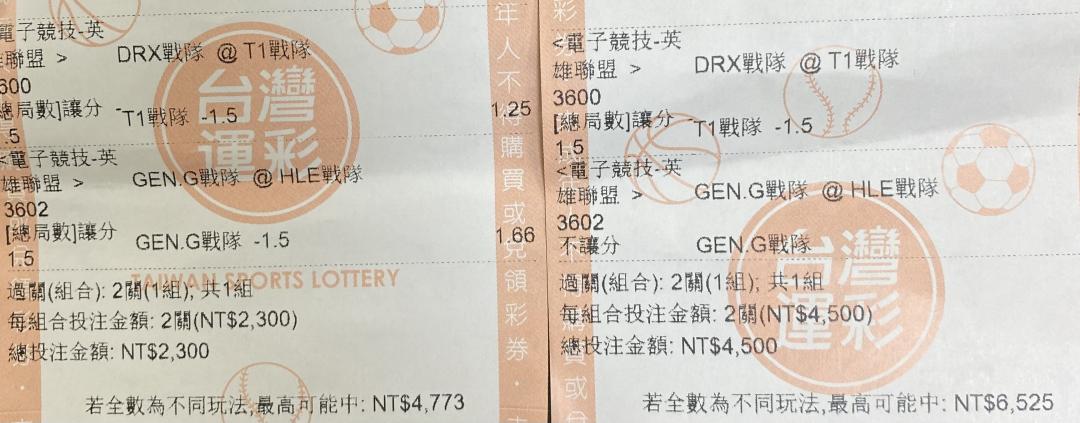 電子競技-英
雄聯盟 > DRX戰隊 @ T1戰隊
600
總局數]讓分 - T1戰隊 -1.5 1.25
.5
<電子競技-英
雄聯盟 > GEN.G戰隊 @ HLE戰隊
3602
[總局數]讓分 GEN.G戰隊 -1.5 1.66
1.5
TAIWAN SPORTS LOTTERY
過關(組合): 2關(1組), 共1組
每組合投注金額: 2關(NT$2,300)
總投注金額: NT$2,300
若全數為不同玩法,最高可能中: NT$4,773
台灣
運彩
年人不得購買或兌領彩券.
<電子競技-英
雄聯盟 > DRX戰隊 @ T1戰隊
3600
[總局數]讓分 T1戰隊 -1.5
1.5
<電子競技-英
雄聯盟 > GEN.G戰隊 @ HLE戰隊
3602
不讓分 GEN.G戰隊
過關(組合): 2關(1組), 共1組
每組合投注金額: 2關(NT$4,500)
總投注金額: NT$4,500
若全數為不同玩法,最高可能中: NT$6,525
台灣
運彩